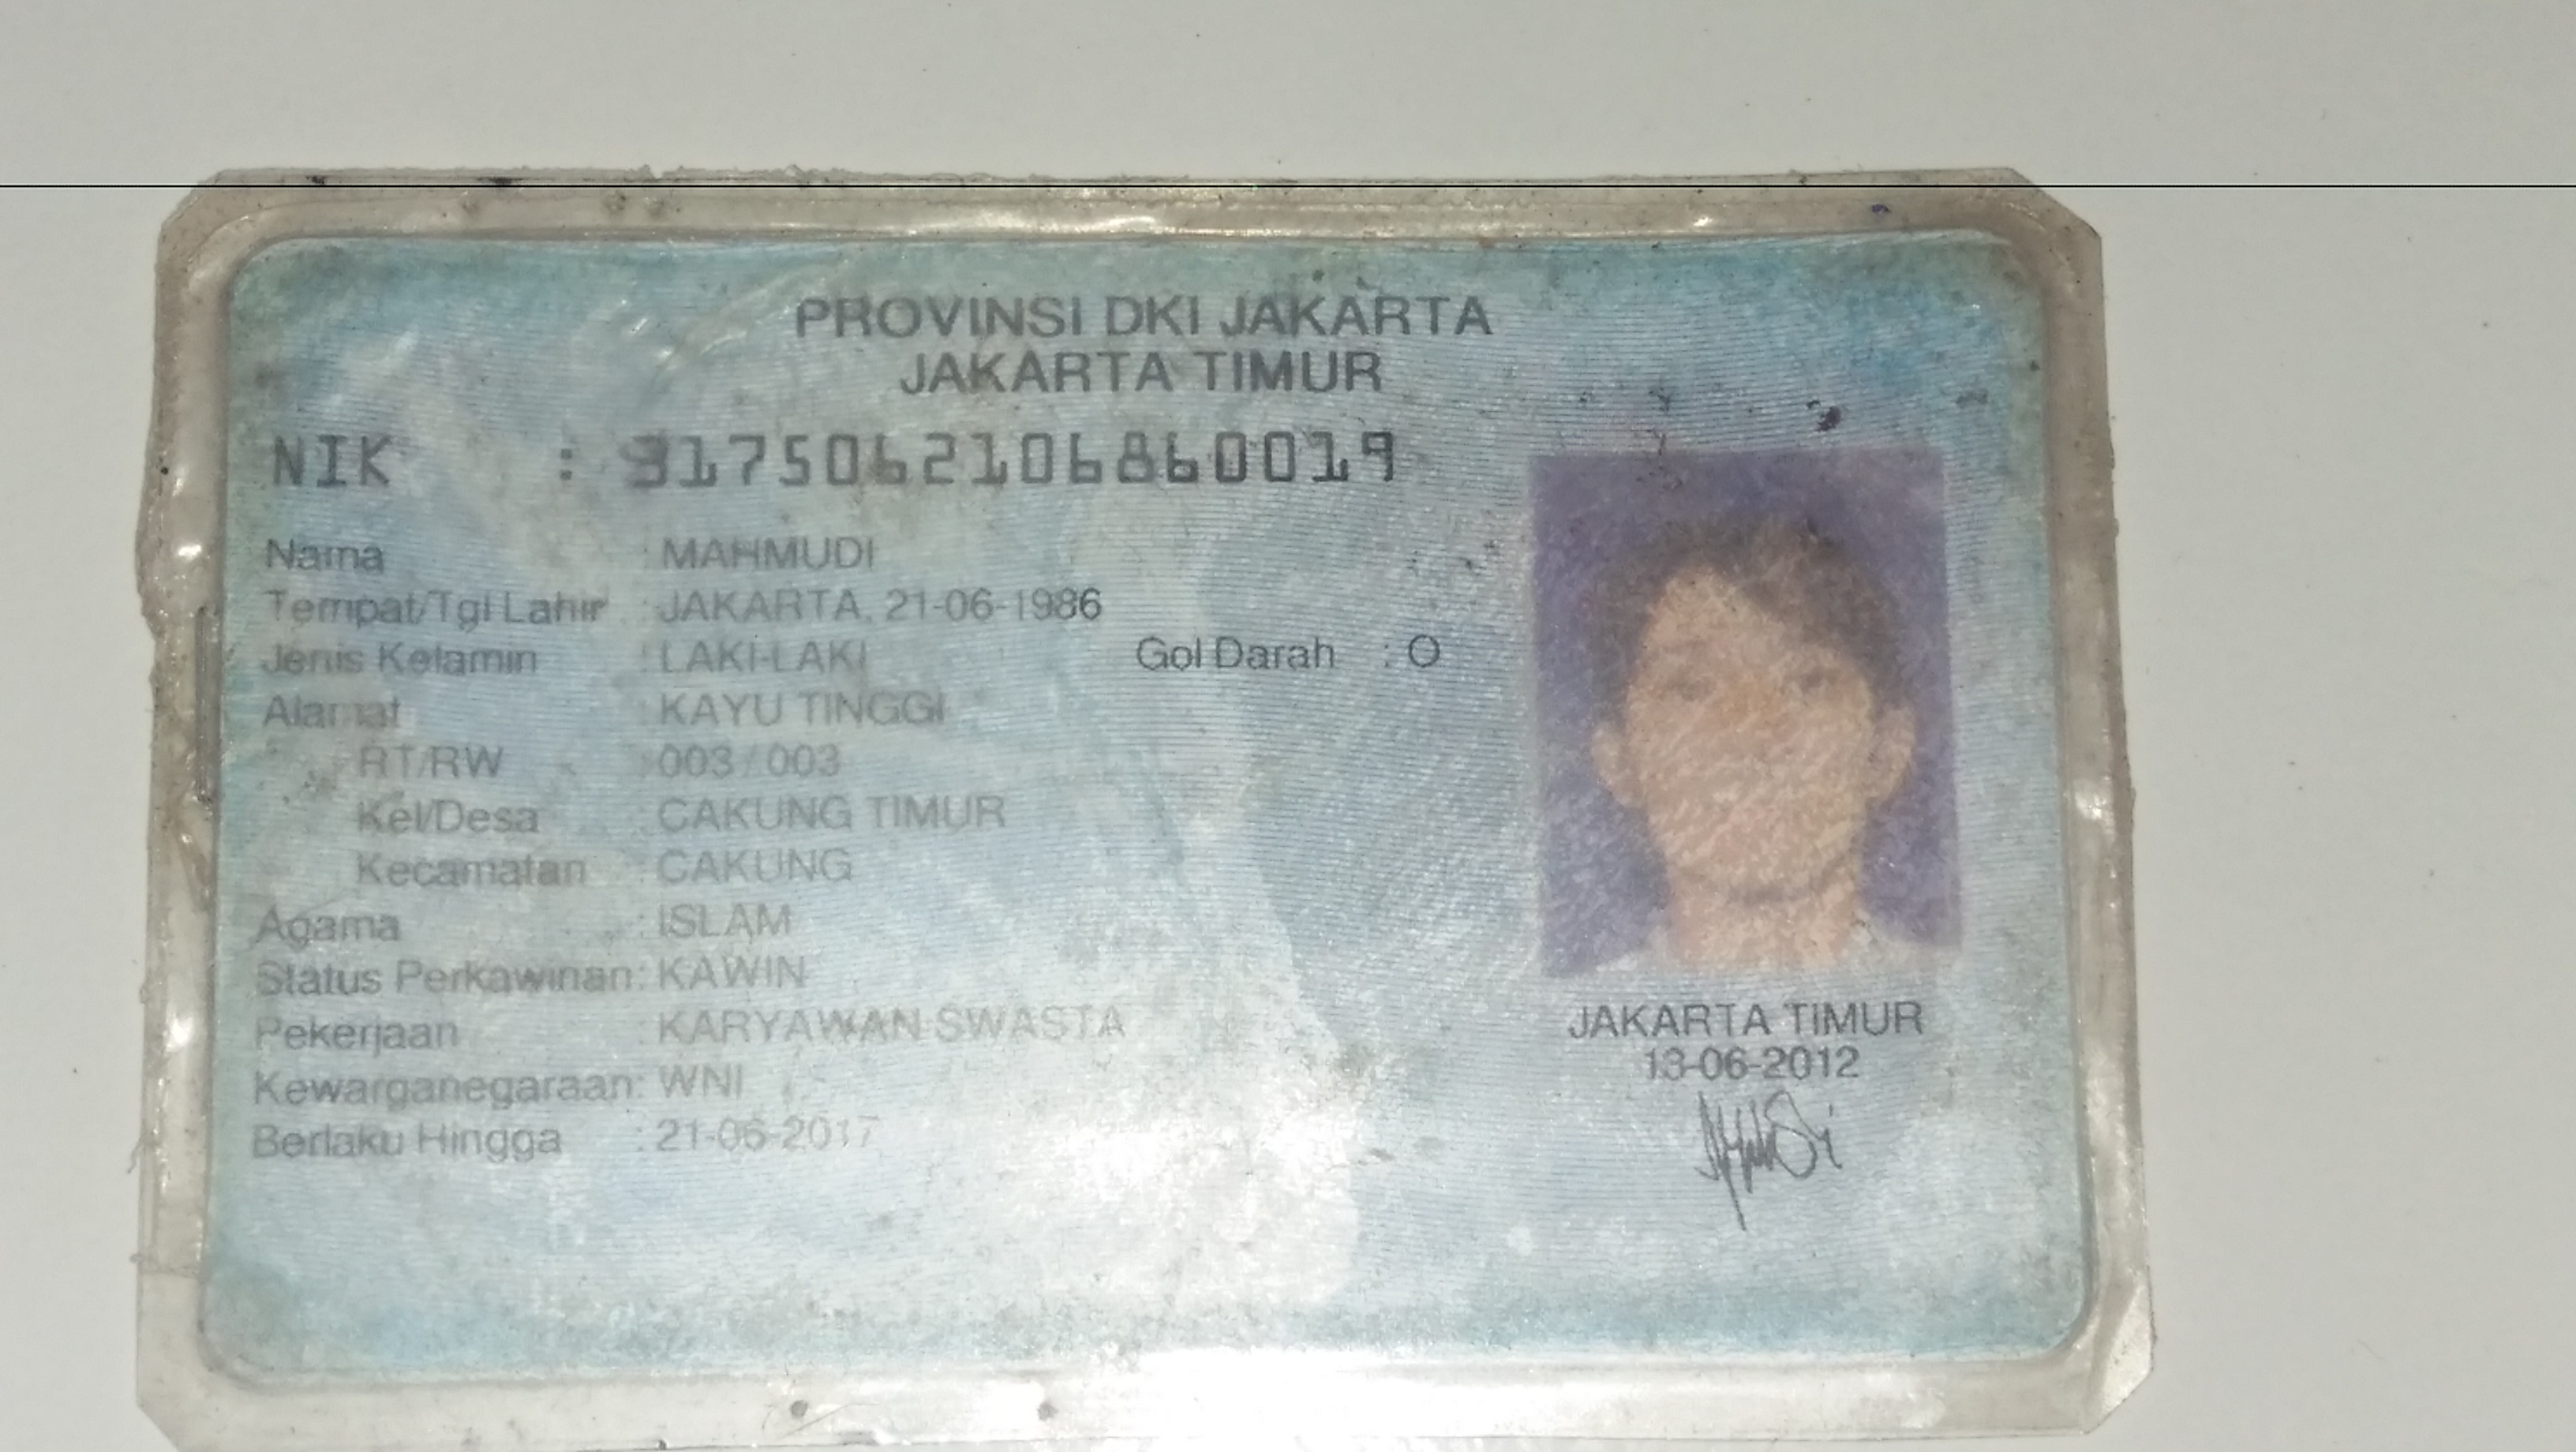 PROVINSI DKI JAKARTA
JAKARTA TIMUR
NIK : 3175062106860019
Nama : MAHMUDI
Tempat/Tgl Lahir : JAKARTA, 21-06-1986
Jenis Kelamin : LAKI-LAKI Gol Darah : O
Alamat : KAYU TINGGI
RT/RW : 003 / 003
Kel/Desa : CAKUNG TIMUR
Kecamatan : CAKUNG
Agama : ISLAM
Status Perkawinan : KAWIN
Pekerjaan : KARYAWAN SWASTA
Kewarganegaraan : WNI
Berlaku Hingga : 21-06-2017
JAKARTA TIMUR
13-06-2012